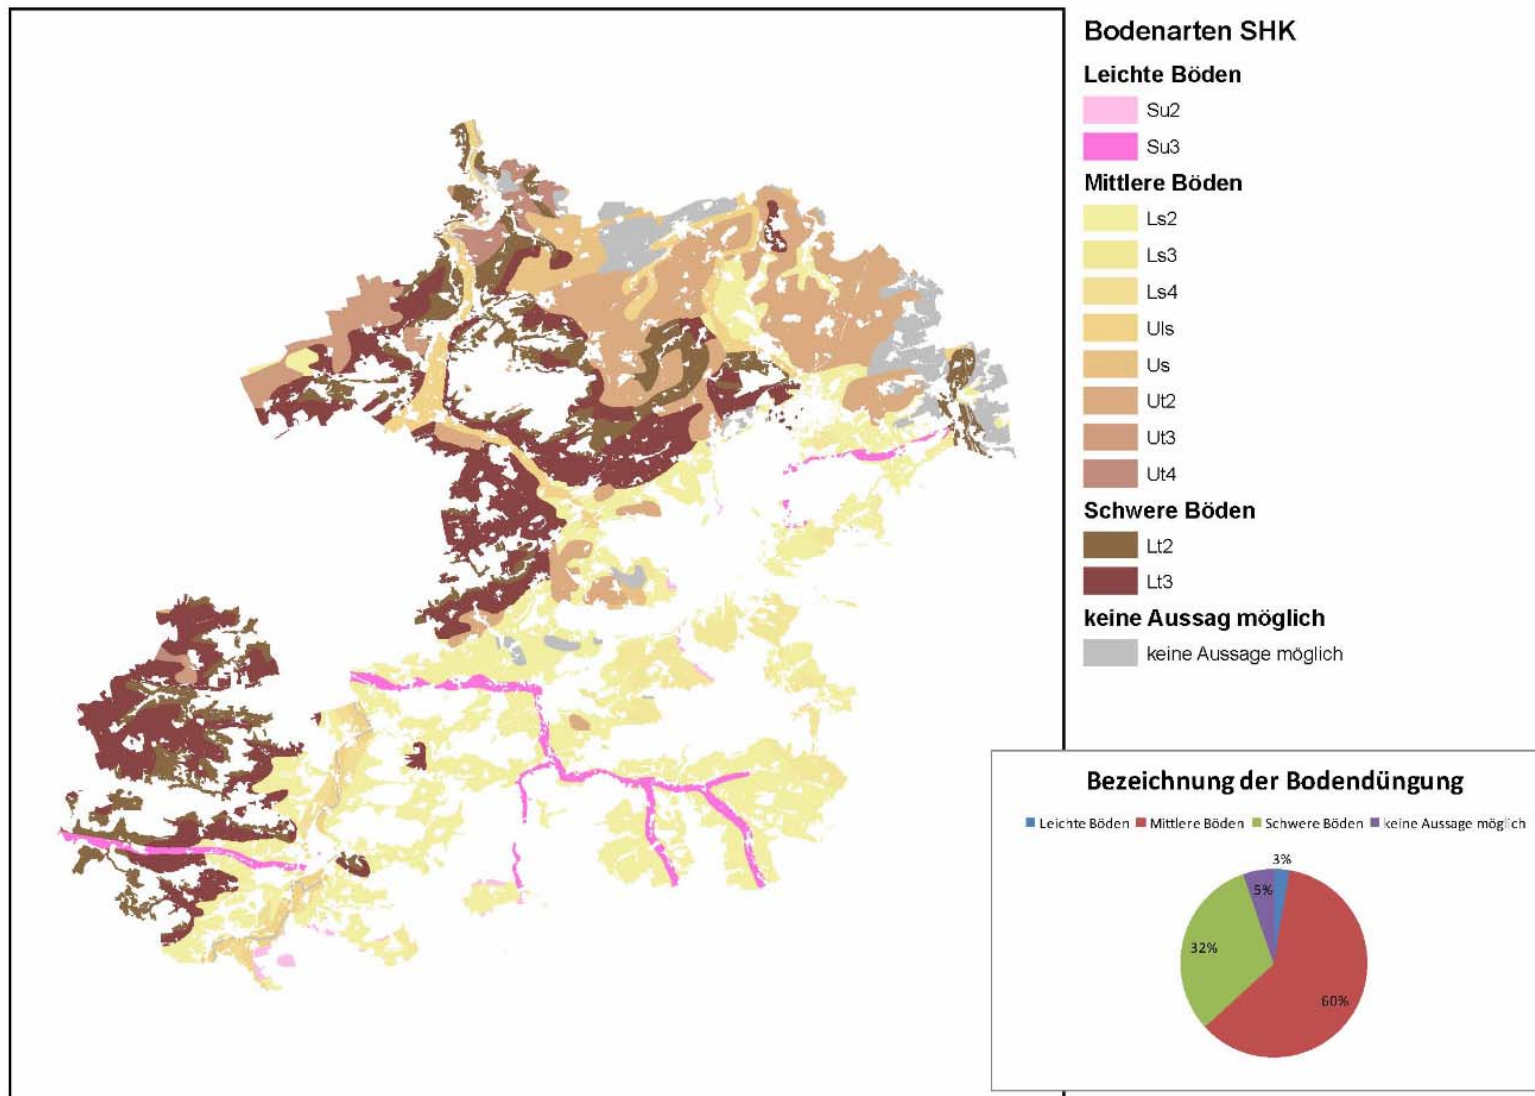 Bodenarten SHK
Leichte Böden
Su2
Su3
Mittlere Böden
Ls2
Ls3
Ls4
Uls
Us
Ut2
Ut3
Ut4
Schwere Böden
Lt2
Lt3
keine Aussag möglich
keine Aussage möglich
Bezeichnung der Bodendüngung
Leichte Böden Mittlere Böden Schwere Böden keine Aussage möglich
3%
5%
32%
60%